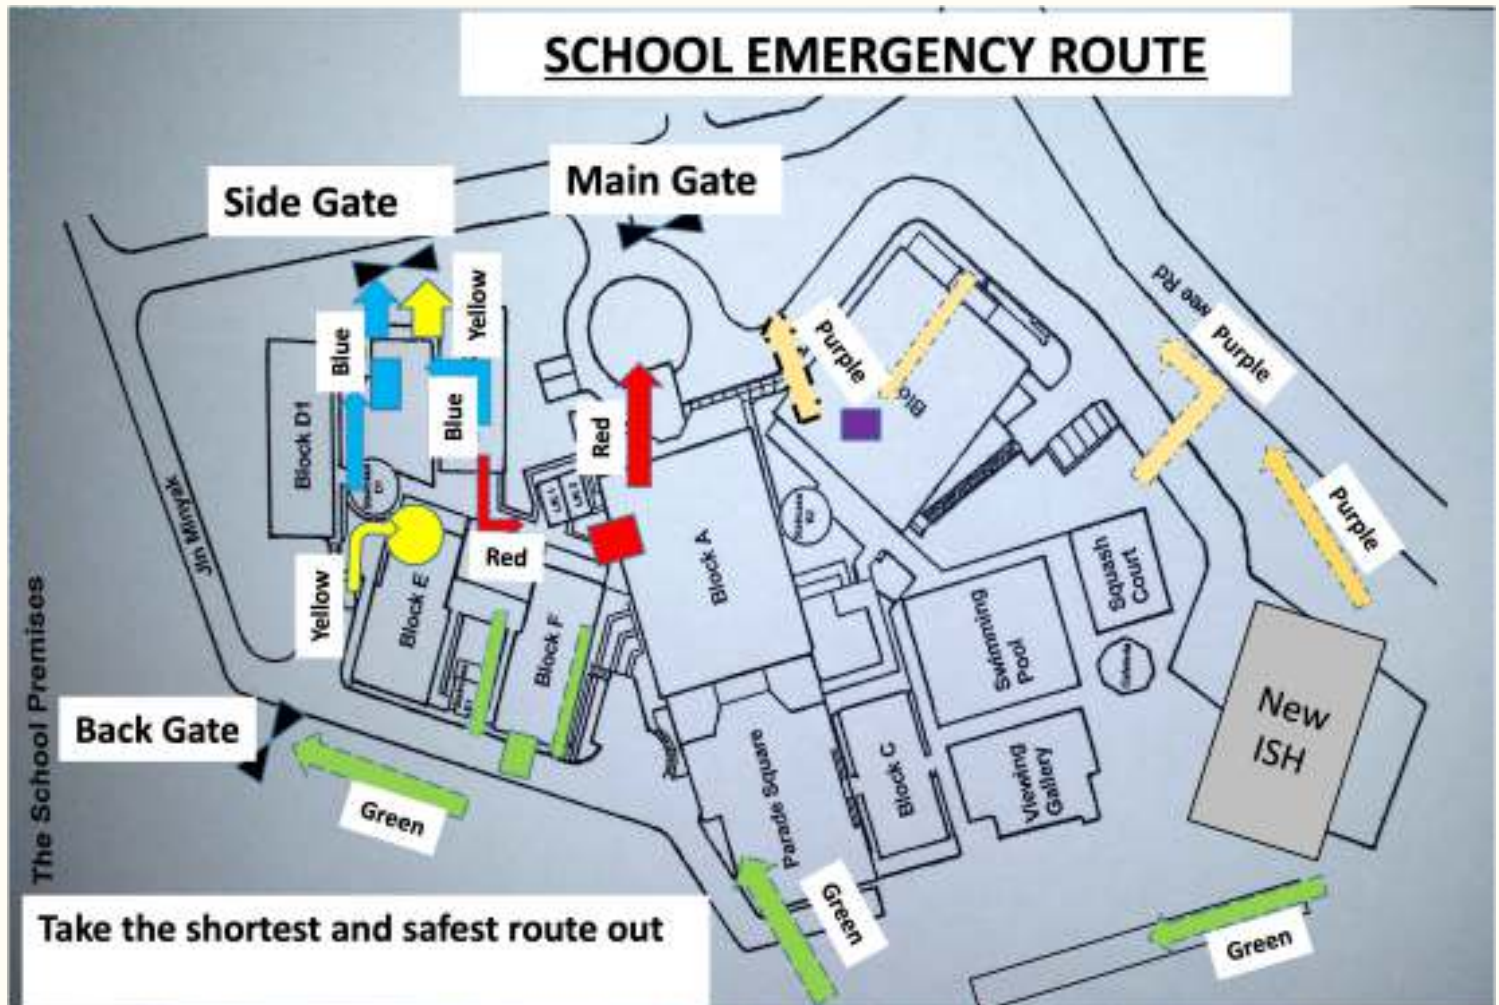 SCHOOL EMERGENCY ROUTE
Side Gate
Main Gate
Yellow
Blue
Blue
Purple
Purple
Purple
Red
Red
Yellow
Block D1
Jln Minyak
Block E
Block F
Block A
Swimming
Pool
Squash
Court
New
ISH
Back Gate
Green
Parade Square
Block C
Viewing
Gallery
Green
Green
The School Premises
Take the shortest and safest route out